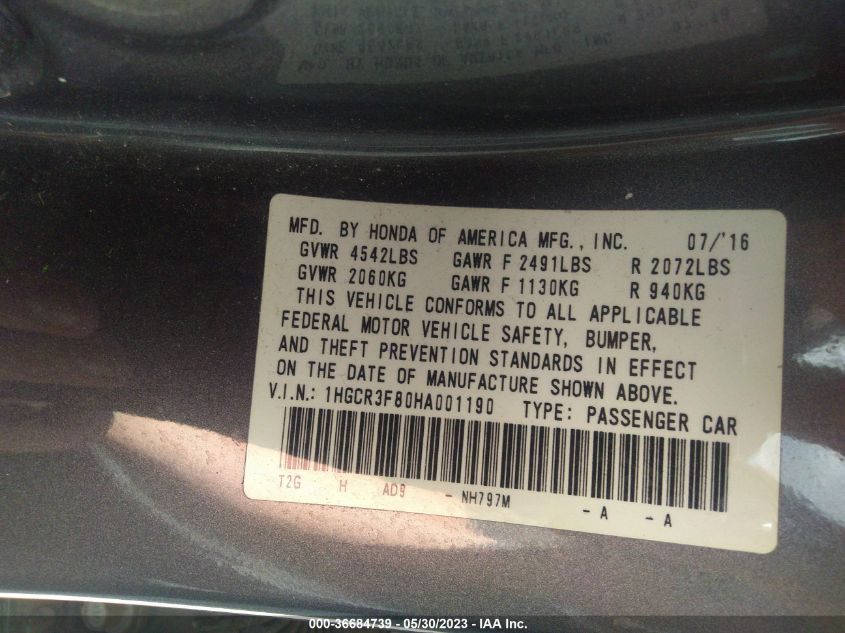 MFD. BY HONDA OF AMERICA MFG., INC. 07/'16
GVWR 4542LBS GAWR F 2491LBS R 2072LBS
GVWR 2060KG GAWR F 1130KG R 940KG
THIS VEHICLE CONFORMS TO ALL APPLICABLE
FEDERAL MOTOR VEHICLE SAFETY, BUMPER,
AND THEFT PREVENTION STANDARDS IN EFFECT
ON THE DATE OF MANUFACTURE SHOWN ABOVE.
V.I.N.: 1HGCR3F80HA001190 TYPE: PASSENGER CAR
T2G H AD9 - NH797M - A - A
000-36684739 - 05/30/2023 - IAA Inc.